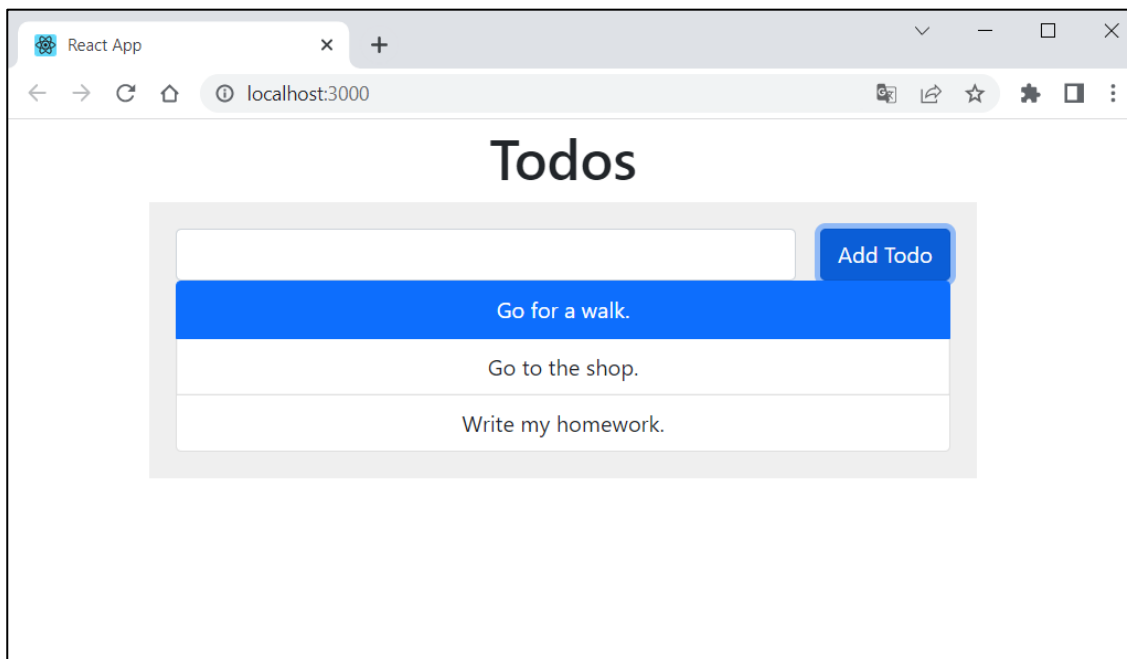 React App
localhost:3000
Todos
Add Todo
Go for a walk.
Go to the shop.
Write my homework.